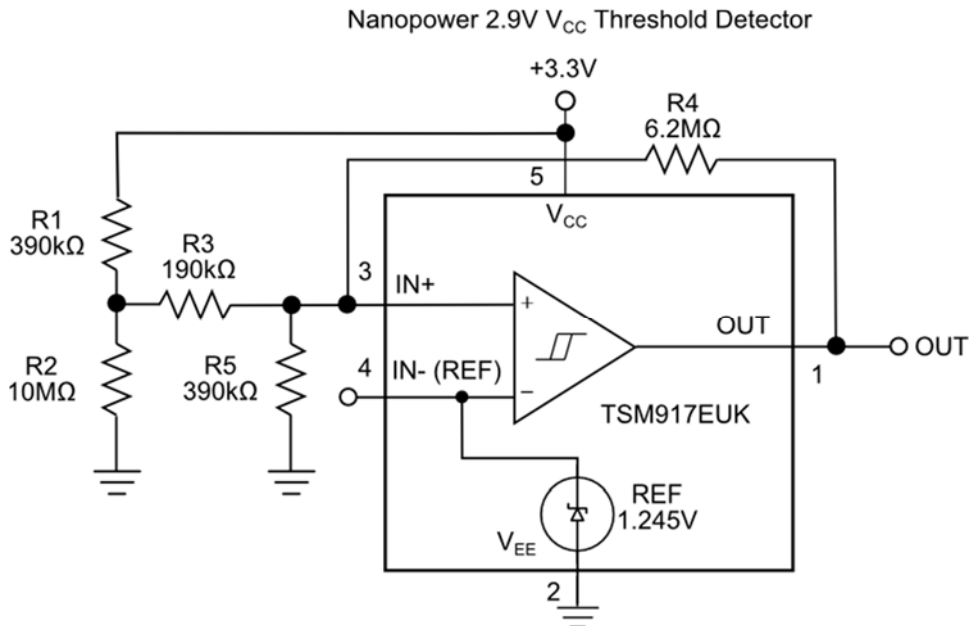 Nanopower 2.9V VCC Threshold Detector
+3.3V
R4
6.2MΩ
5
VCC
R1
390kΩ
R3
190kΩ
3
IN+
+
OUT
OUT
R2
10MΩ
R5
390kΩ
4
IN- (REF)
−
1
TSM917EUK
REF
1.245V
VEE
2